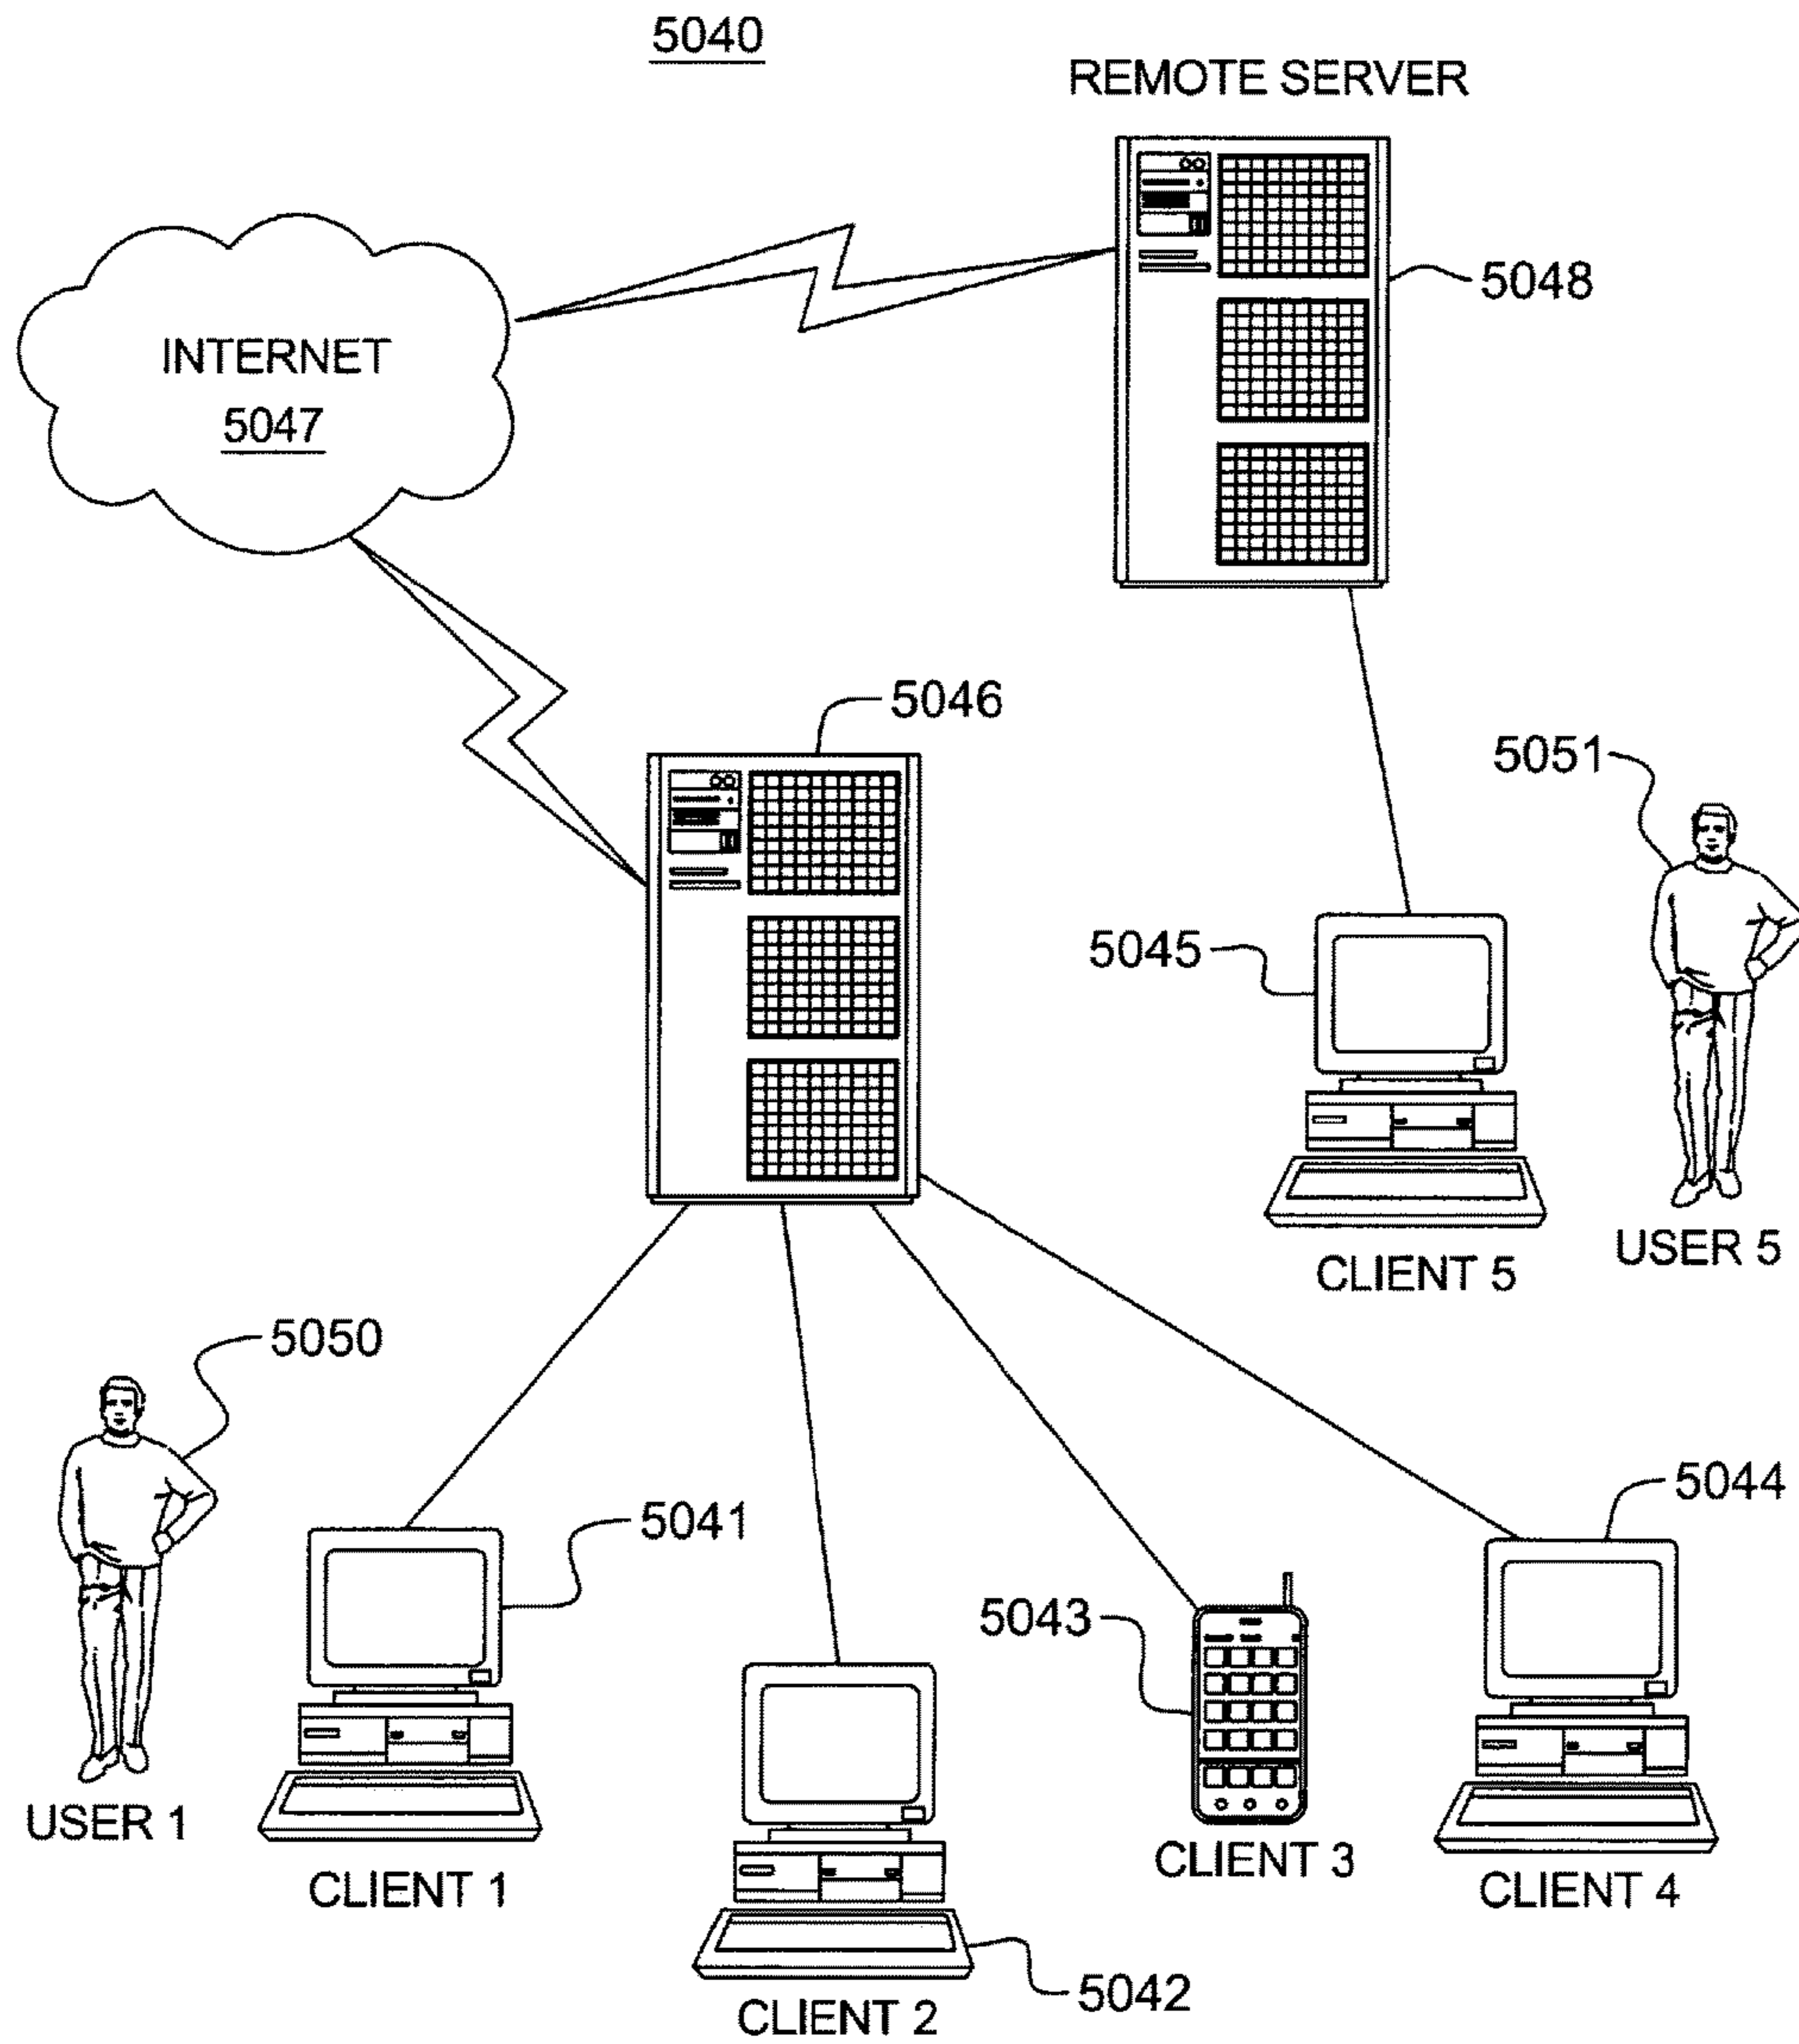 5040
REMOTE SERVER
5048
INTERNET
5047
5046
5051
5045
CLIENT 5
USER 5
5050
5041
5044
5043
USER 1
CLIENT 1
CLIENT 3
CLIENT 4
5042
CLIENT 2